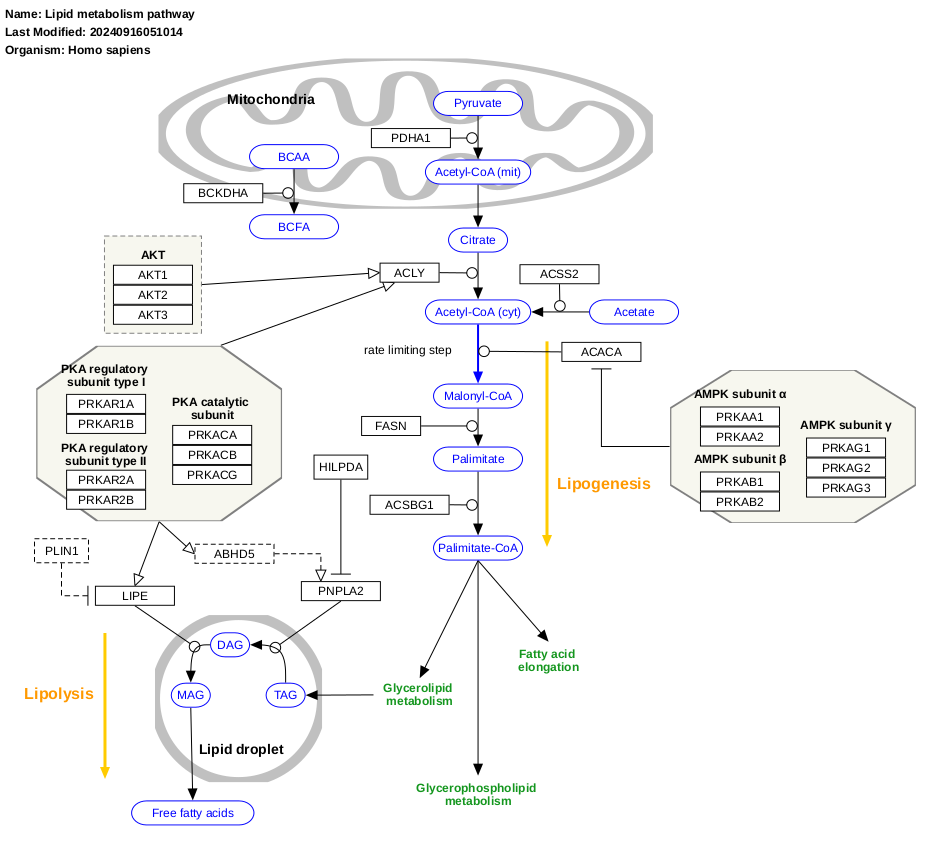 Name: Lipid metabolism pathway
Last Modified: 20240916051014
Organism: Homo sapiens
Mitochondria
Pyruvate
PDHA1
BCAA
Acetyl-CoA (mit)
BCKDHA
BCFA
Citrate
AKT
AKT1
AKT2
AKT3
ACLY
ACSS2
Acetyl-CoA (cyt)
Acetate
rate limiting step
ACACA
PKA regulatory
subunit type I
PRKAR1A
PRKAR1B
PKA regulatory
subunit type II
PRKAR2A
PRKAR2B
PKA catalytic
subunit
PRKACA
PRKACB
PRKACG
Malonyl-CoA
FASN
Palimitate
HILPDA
ACSBG1
Lipogenesis
AMPK subunit α
PRKAA1
PRKAA2
AMPK subunit β
PRKAB1
PRKAB2
AMPK subunit γ
PRKAG1
PRKAG2
PRKAG3
Palimitate-CoA
PLIN1
ABHD5
LIPE
PNPLA2
DAG
MAG
TAG
Lipolysis
Lipid droplet
Free fatty acids
Glycerolipid
metabolism
Fatty acid
elongation
Glycerophospholipid
metabolism